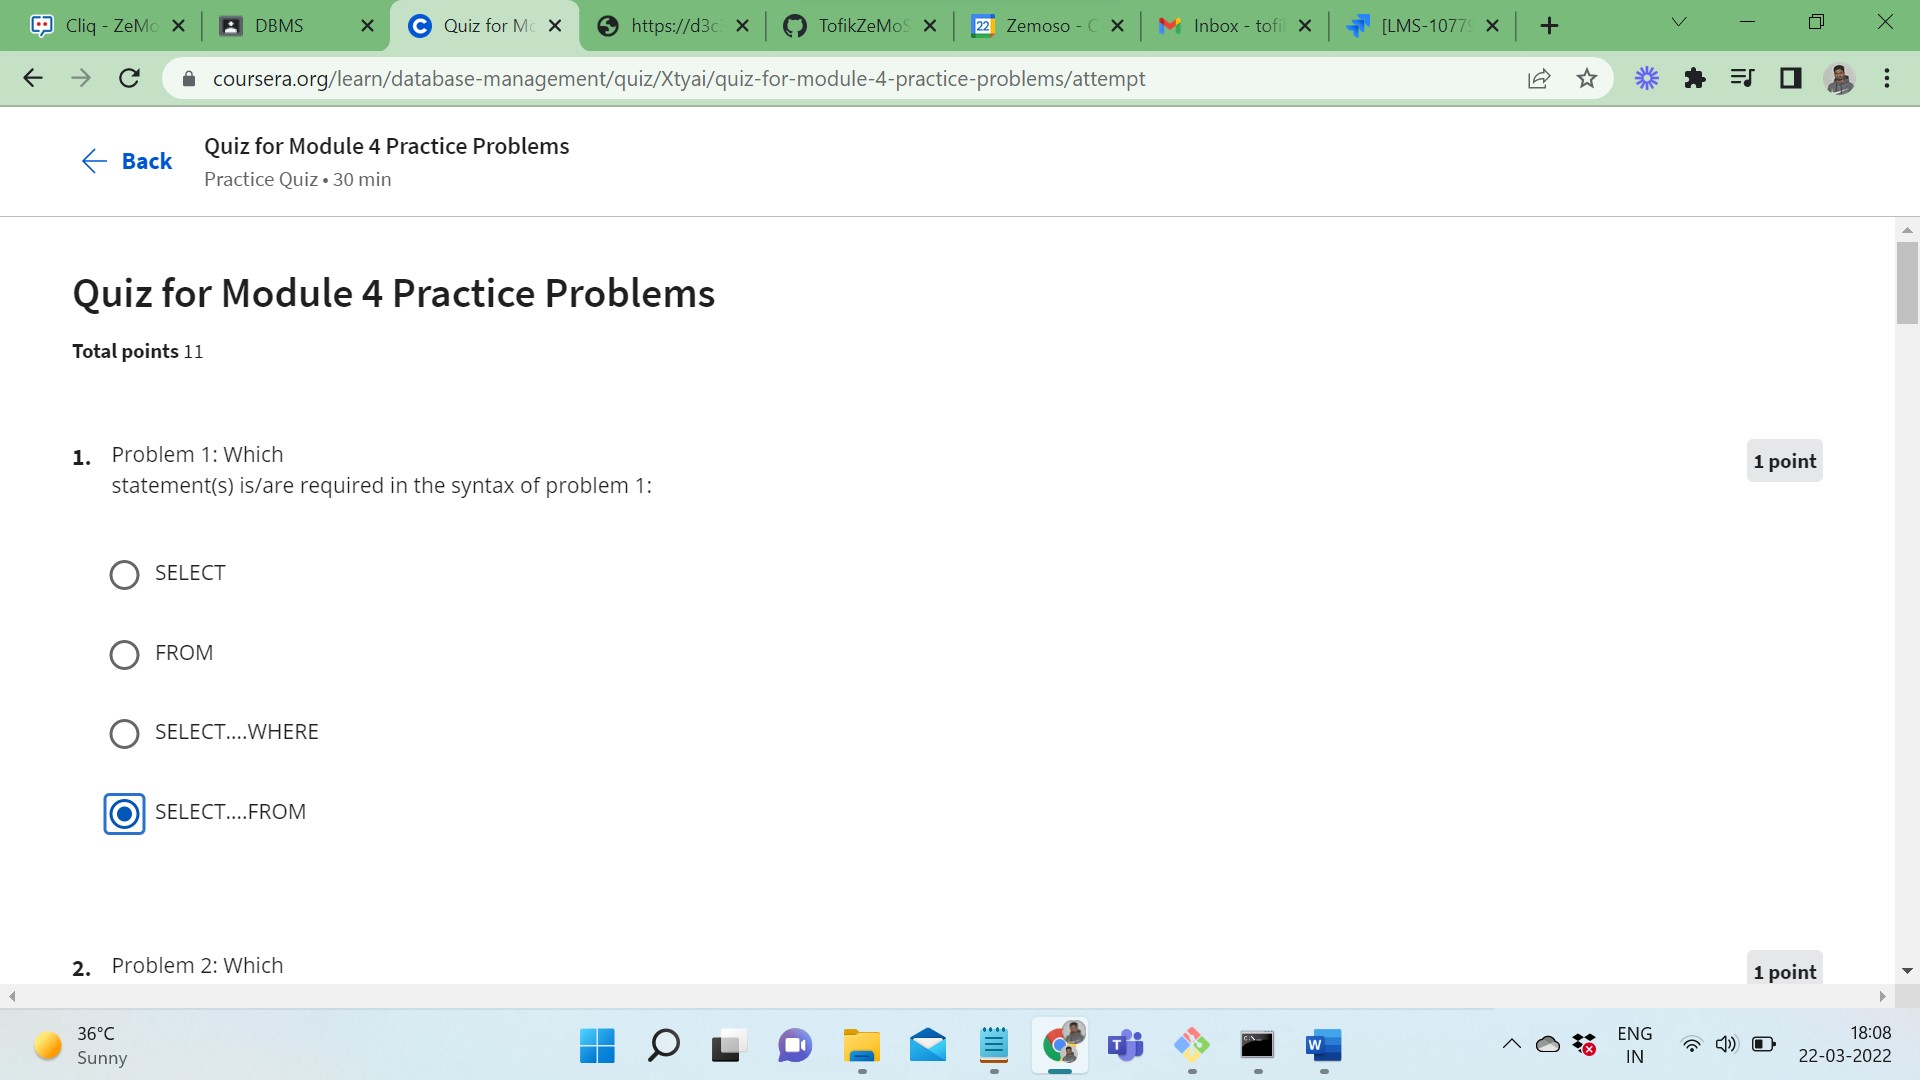 Cliq - ZeMo
DBMS
Quiz for Mo
https://d3c
TofikZeMoS
22
Zemoso - C
Inbox - tofi
[LMS-10779
coursera.org/learn/database-management/quiz/Xtyai/quiz-for-module-4-practice-problems/attempt
Back
Quiz for Module 4 Practice Problems
Practice Quiz • 30 min
Quiz for Module 4 Practice Problems
Total points 11
1. Problem 1: Which
statement(s) is/are required in the syntax of problem 1:
1 point
SELECT
FROM
SELECT....WHERE
SELECT....FROM
2. Problem 2: Which
1 point
36°C
Sunny
ENG
IN
18:08
22-03-2022